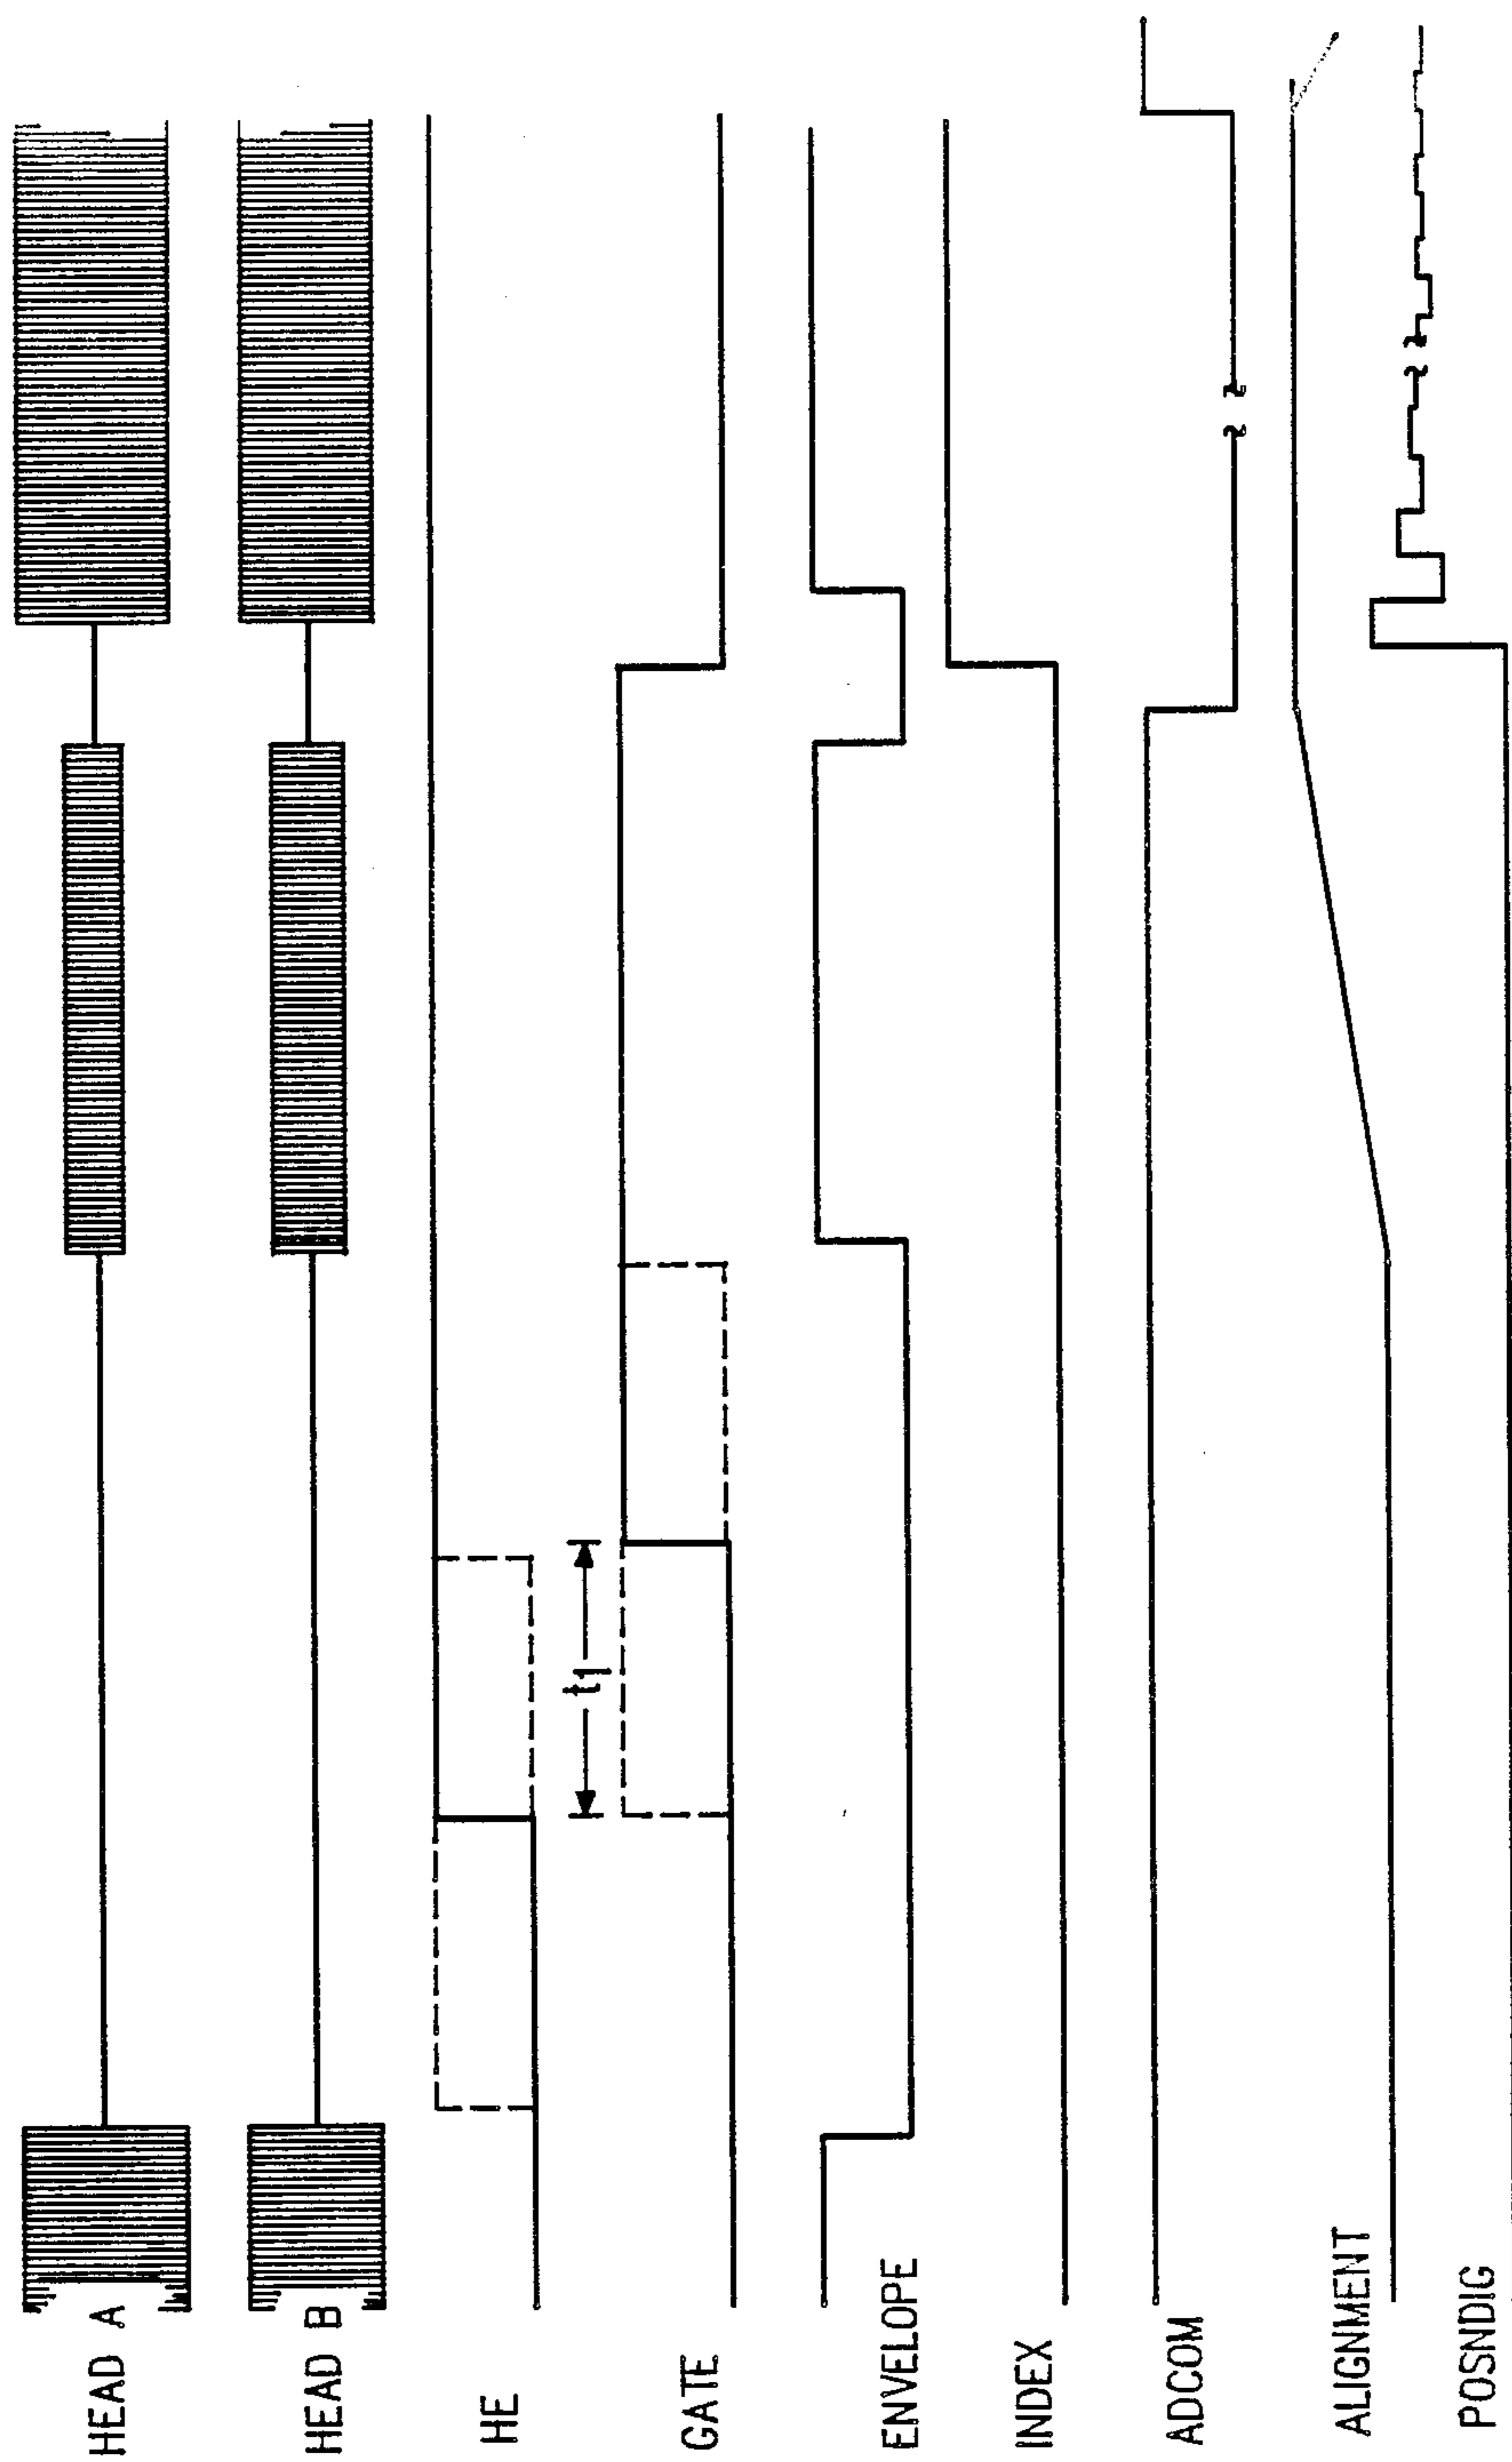 HEAD A
HEAD B
HE
t1
GATE
ENVELOPE
INDEX
ADCOM
ALIGNMENT
POSNDIG